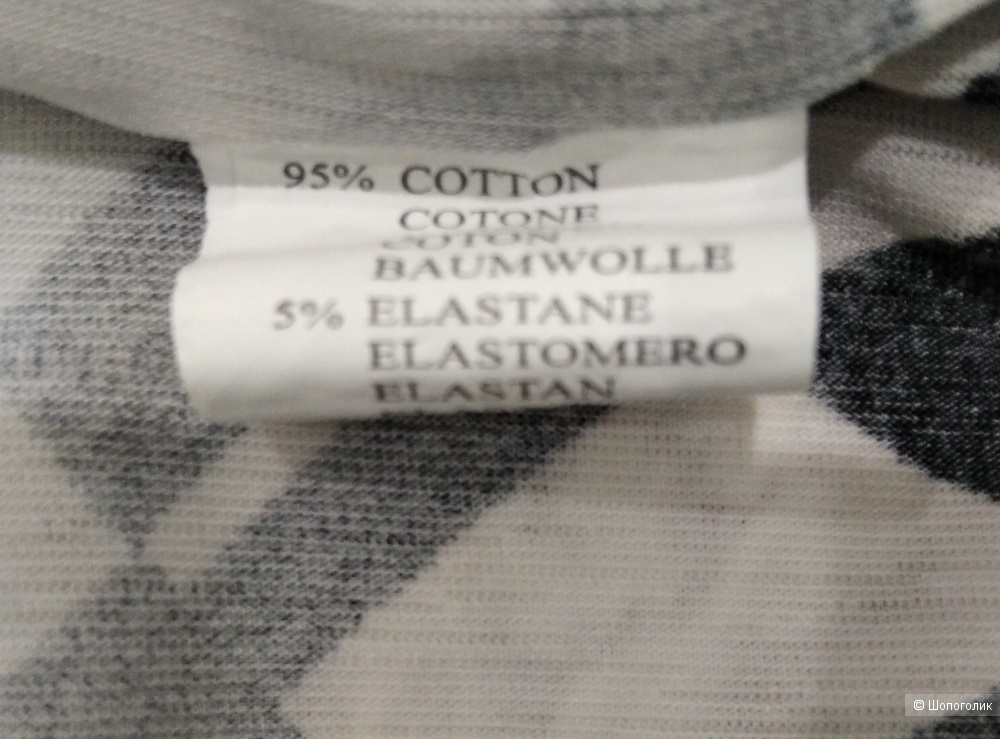 95% COTTON
COTONE
COTON
BAUMWOLLE
5% ELASTANE
ELASTOMERO
ELASTAN
© Шопоголик